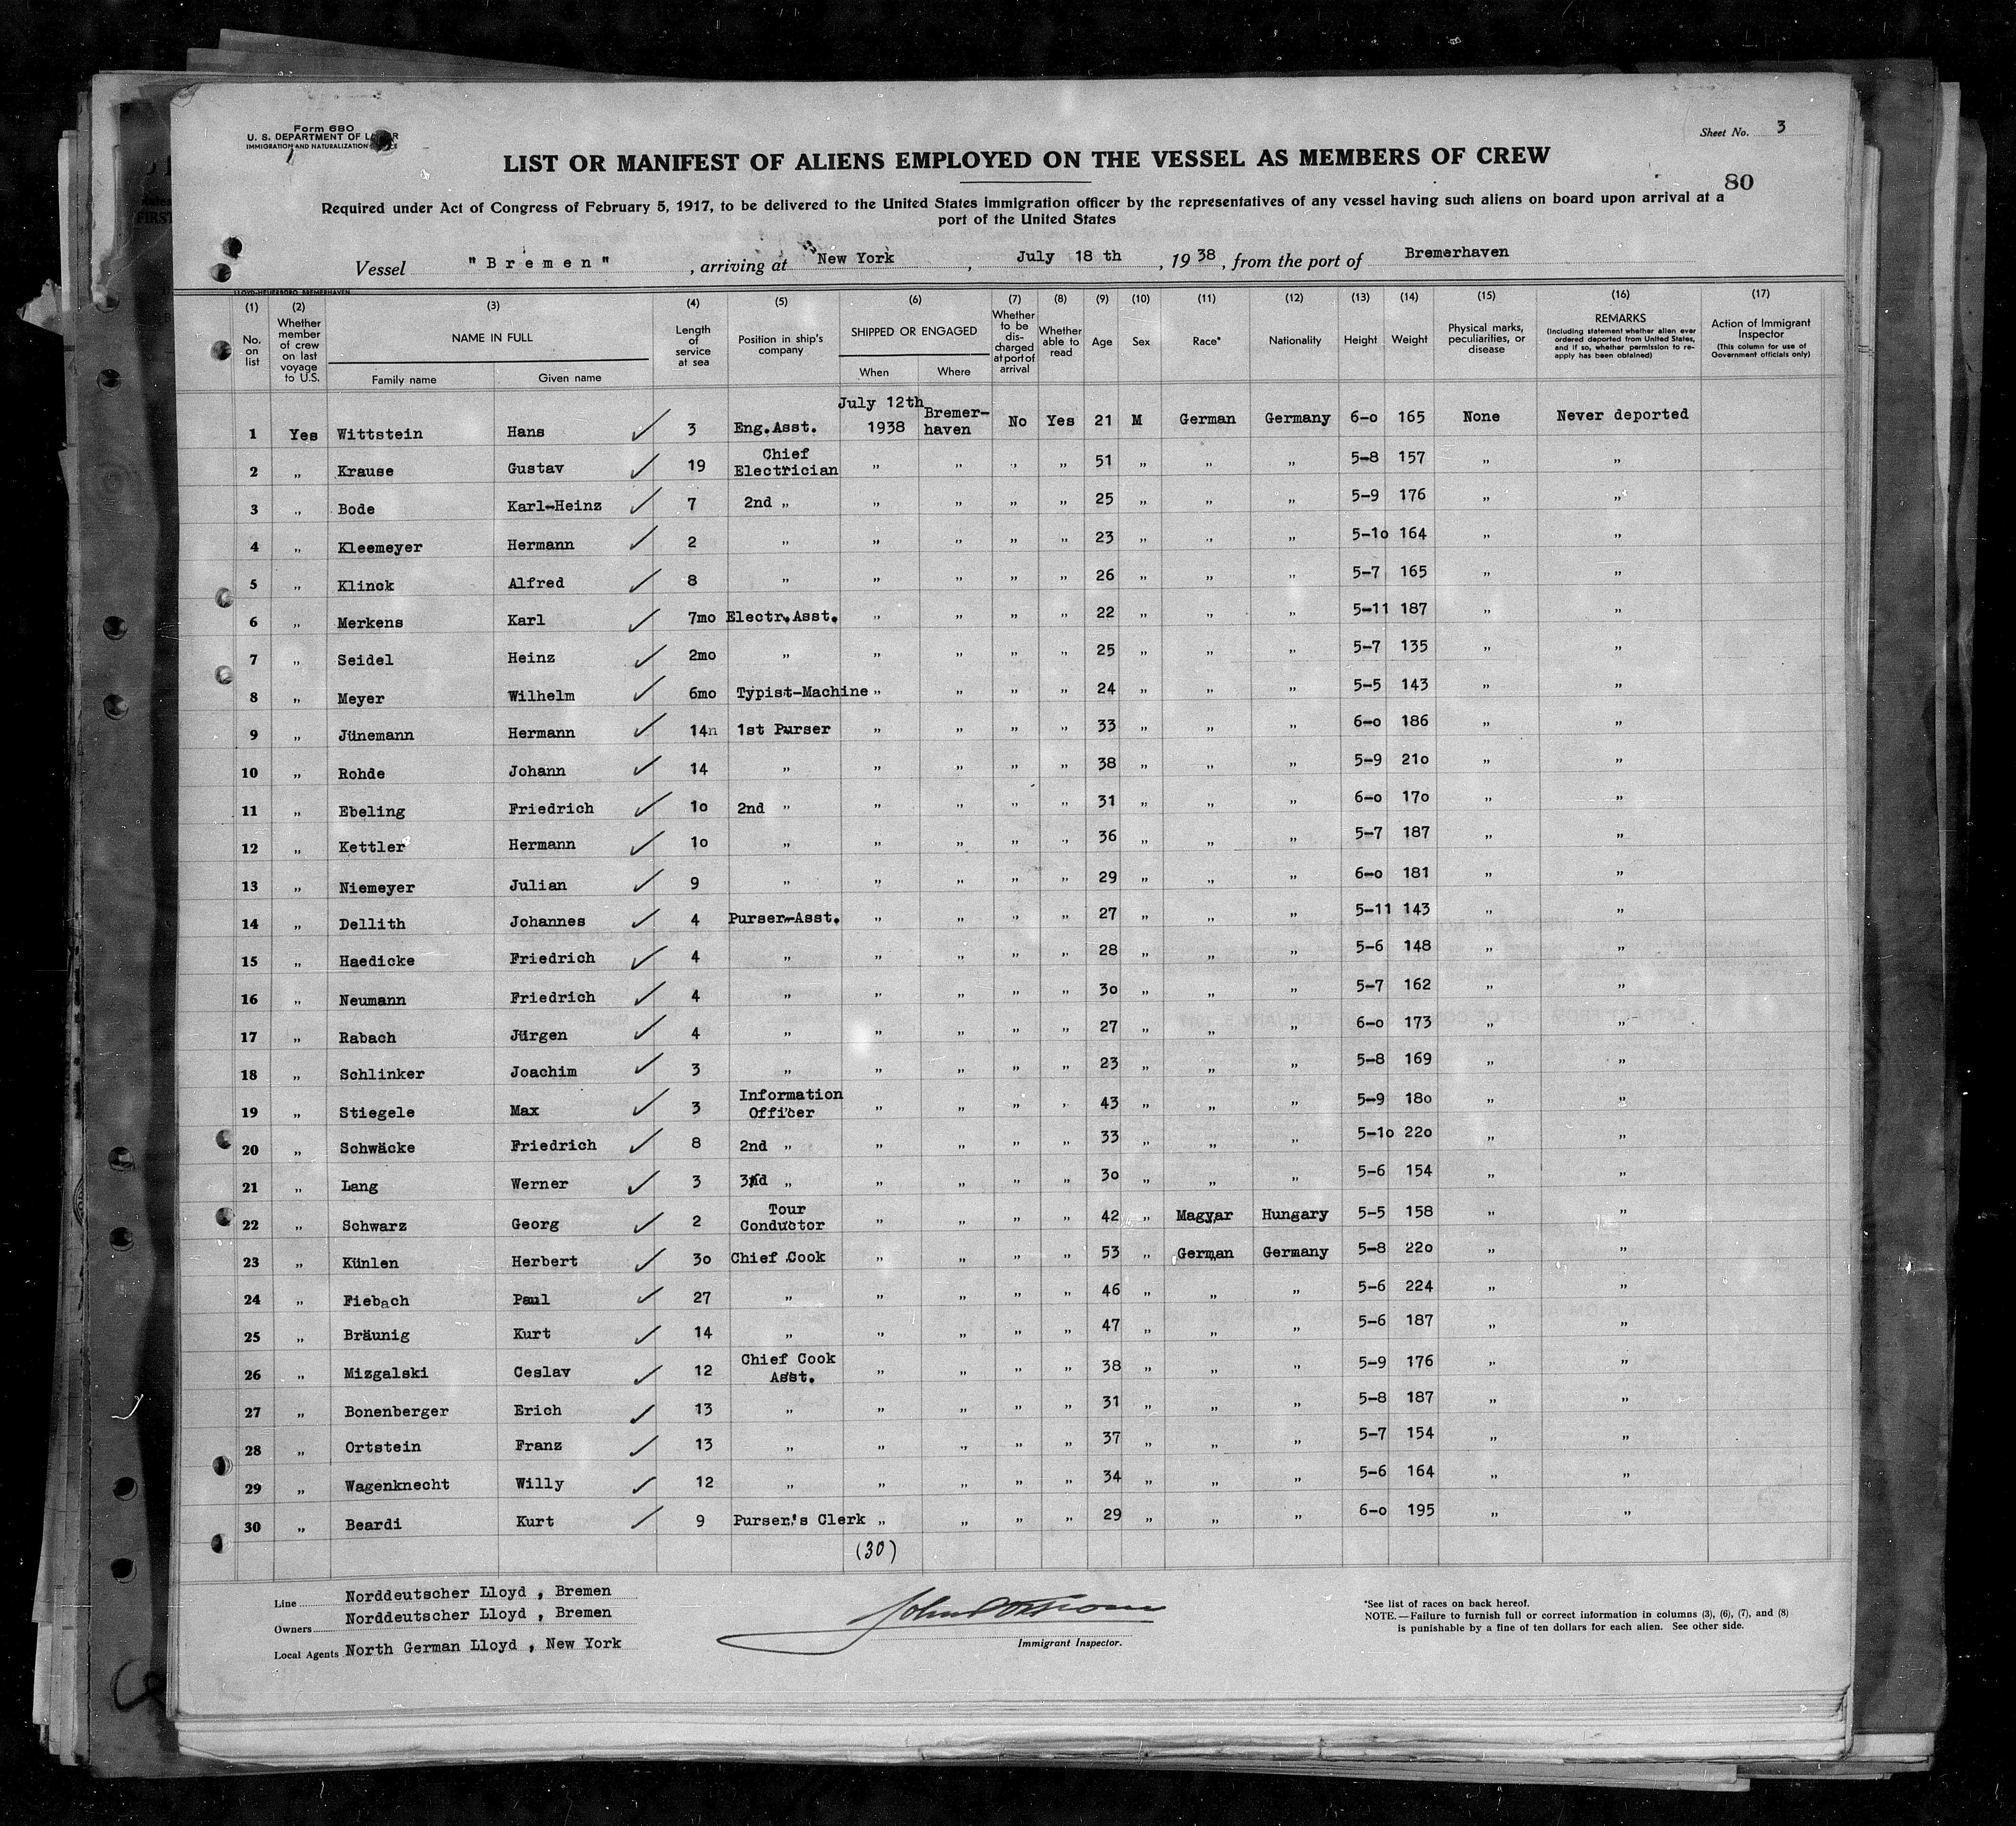 Form 680
U. S. DEPARTMENT OF
IMMIGRATION AND NATURALIZATION
Sheet No. 3
LIST OR MANIFEST OF ALIENS EMPLOYED ON THE VESSEL AS MEMBERS OF CREW
80
Required under Act of Congress of February 5, 1917, to be delivered to the United States immigration officer by the representatives of any vessel having such aliens on board upon arrival at a
port of the United States
Vessel "Bremen" , arriving at New York , July 18 th , 1938 , from the port of Bremerhaven
(1) (2) (3) (4) (5) (6) (7) (8) (9) (10) (11) (12) (13) (14) (15) (16) (17)
No. on list
Whether member of crew on last voyage to U.S.
NAME IN FULL
Family name Given name
Length of service at sea
Position in ship's company
SHIPPED OR ENGAGED
When Where
Whether to be discharged at port of arrival
Whether able to read
Age
Sex
Race*
Nationality
Height
Weight
Physical marks, peculiarities, or disease
REMARKS
(Including statement whether alien ever ordered deported from United States, and if so, whether permission to re-apply has been obtained)
Action of Immigrant Inspector
(This column for use of Government officials only)
1 Yes Wittstein Hans ✓ 3 Eng.Asst. July 12th 1938 Bremer-haven No Yes 21 M German Germany 6-0 165 None Never deported
2 " Krause Gustav ✓ 19 Chief Electrician " " " " 51 " " " 5-8 157 " "
3 " Bode Karl-Heinz ✓ 7 2nd " " " " " 25 " " " 5-9 176 " "
4 " Kleemeyer Hermann ✓ 2 " " " " " 23 " " " 5-10 164 " "
5 " Klinck Alfred ✓ 8 " " " " " 26 " " " 5-7 165 " "
6 " Merkens Karl ✓ 7mo Electr.Asst. " " " " 22 " " " 5-11 187 " "
7 " Seidel Heinz ✓ 2mo " " " " " 25 " " " 5-7 135 " "
8 " Meyer Wilhelm ✓ 6mo Typist-Machine " " " " 24 " " " 5-5 143 " "
9 " Jünemann Hermann ✓ 14n 1st Purser " " " " 33 " " " 6-0 186 " "
10 " Rohde Johann ✓ 14 " " " " " 38 " " " 5-9 210 " "
11 " Ebeling Friedrich ✓ 10 2nd " " " " " 31 " " " 6-0 170 " "
12 " Kettler Hermann ✓ 10 " " " " " 36 " " " 5-7 187 " "
13 " Niemeyer Julian ✓ 9 " " " " " 29 " " " 6-0 181 " "
14 " Dellith Johannes ✓ 4 Purser-Asst. " " " " 27 " " " 5-11 143 " "
15 " Haedicke Friedrich ✓ 4 " " " " " 28 " " " 5-6 148 " "
16 " Neumann Friedrich ✓ 4 " " " " " 30 " " " 5-7 162 " "
17 " Rabach Jürgen ✓ 4 " " " " " 27 " " " 6-0 173 " "
18 " Schlinker Joachim ✓ 3 " " " " " 23 " " " 5-8 169 " "
19 " Stiegele Max ✓ 3 Information Officer " " " " 43 " " " 5-9 180 " "
20 " Schwäcke Friedrich ✓ 8 2nd " " " " " 33 " " " 5-10 220 " "
21 " Lang Werner ✓ 3 3rd " " " " " 30 " " " 5-6 154 " "
22 " Schwarz Georg ✓ 2 Tour Conductor " " " " 42 " Magyar Hungary 5-5 158 " "
23 " Künlen Herbert ✓ 30 Chief Cook " " " " 53 " German Germany 5-8 220 " "
24 " Fiebach Paul ✓ 27 " " " " " 46 " " " 5-6 224 " "
25 " Bräunig Kurt ✓ 14 " " " " " 47 " " " 5-6 187 " "
26 " Mizgalski Ceslav ✓ 12 Chief Cook Asst. " " " " 38 " " " 5-9 176 " "
27 " Bonenberger Erich ✓ 13 " " " " " 31 " " " 5-8 187 " "
28 " Ortstein Franz ✓ 13 " " " " " 37 " " " 5-7 154 " "
29 " Wagenknecht Willy ✓ 12 " " " " " 34 " " " 5-6 164 " "
30 " Beardi Kurt ✓ 9 Purser's Clerk " " " " 29 " " " 6-0 195 " "
(30)
Line Norddeutscher Lloyd , Bremen
Owners Norddeutscher Lloyd , Bremen
Local Agents North German Lloyd , New York
Immigrant Inspector.
*See list of races on back hereof.
NOTE.—Failure to furnish full or correct information in columns (3), (6), (7), and (8)
is punishable by a fine of ten dollars for each alien. See other side.